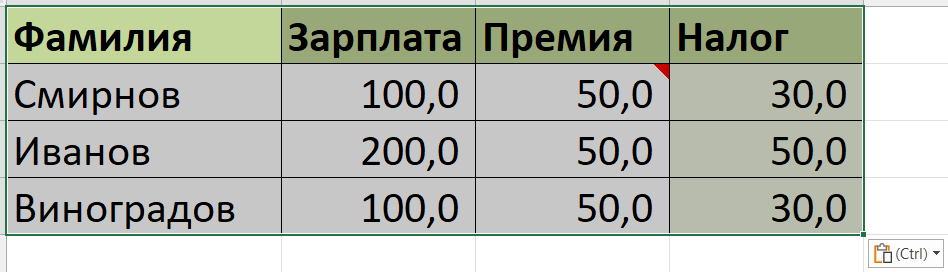 Фамилия Зарплата Премия Налог
Смирнов 100,0 50,0 30,0
Иванов 200,0 50,0 50,0
Виноградов 100,0 50,0 30,0
(Ctrl)